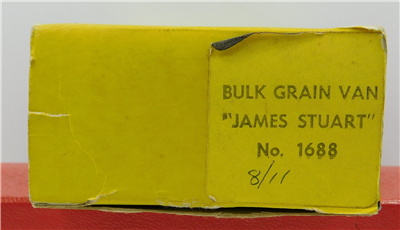 BULK GRAIN VAN
"JAMES STUART"
No. 1688
8/11